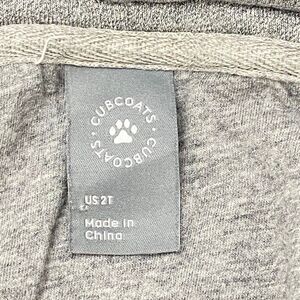 CUBCOATS · CUBCOATS ·
US 2T
Made in
China